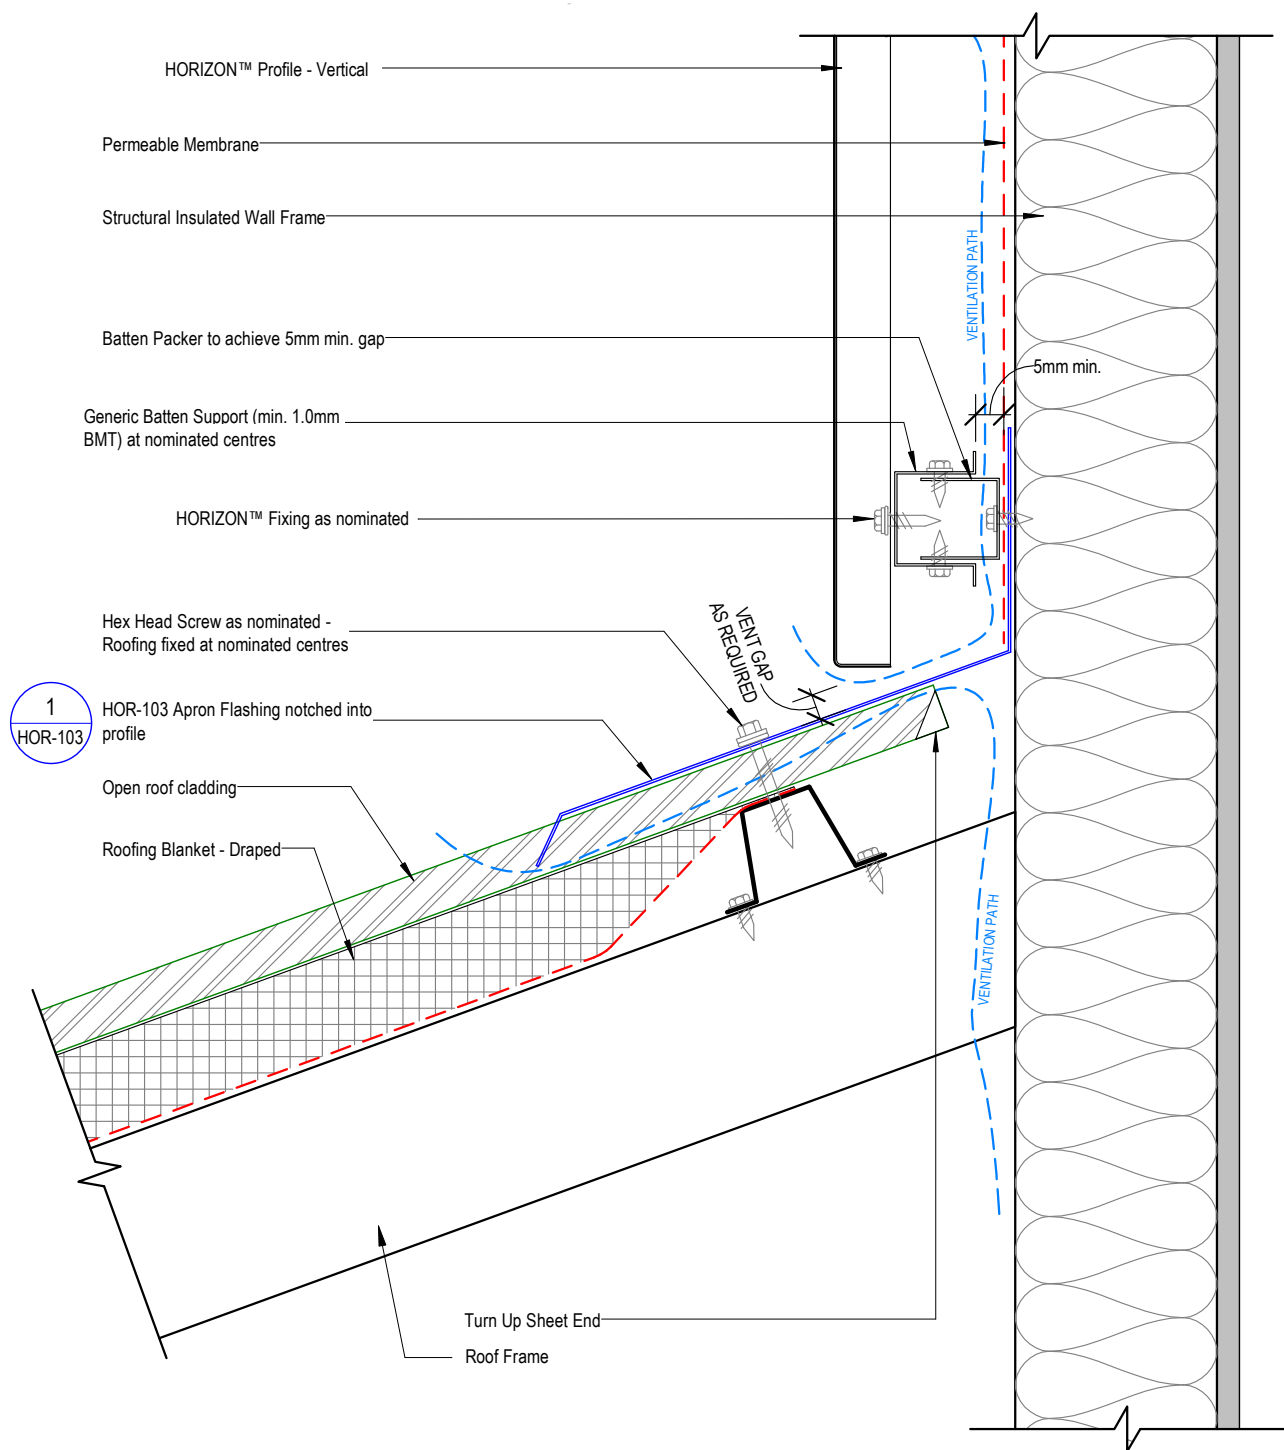 HORIZON™ Profile - Vertical
Permeable Membrane
Structural Insulated Wall Frame
VENTILATION PATH
Batten Packer to achieve 5mm min. gap
5mm min.
Generic Batten Support (min. 1.0mm
BMT) at nominated centres
HORIZON™ Fixing as nominated
VENT GAP
AS REQUIRED
Hex Head Screw as nominated -
Roofing fixed at nominated centres
1
HOR-103
HOR-103 Apron Flashing notched into
profile
Open roof cladding
Roofing Blanket - Draped
VENTILATION PATH
Turn Up Sheet End
Roof Frame